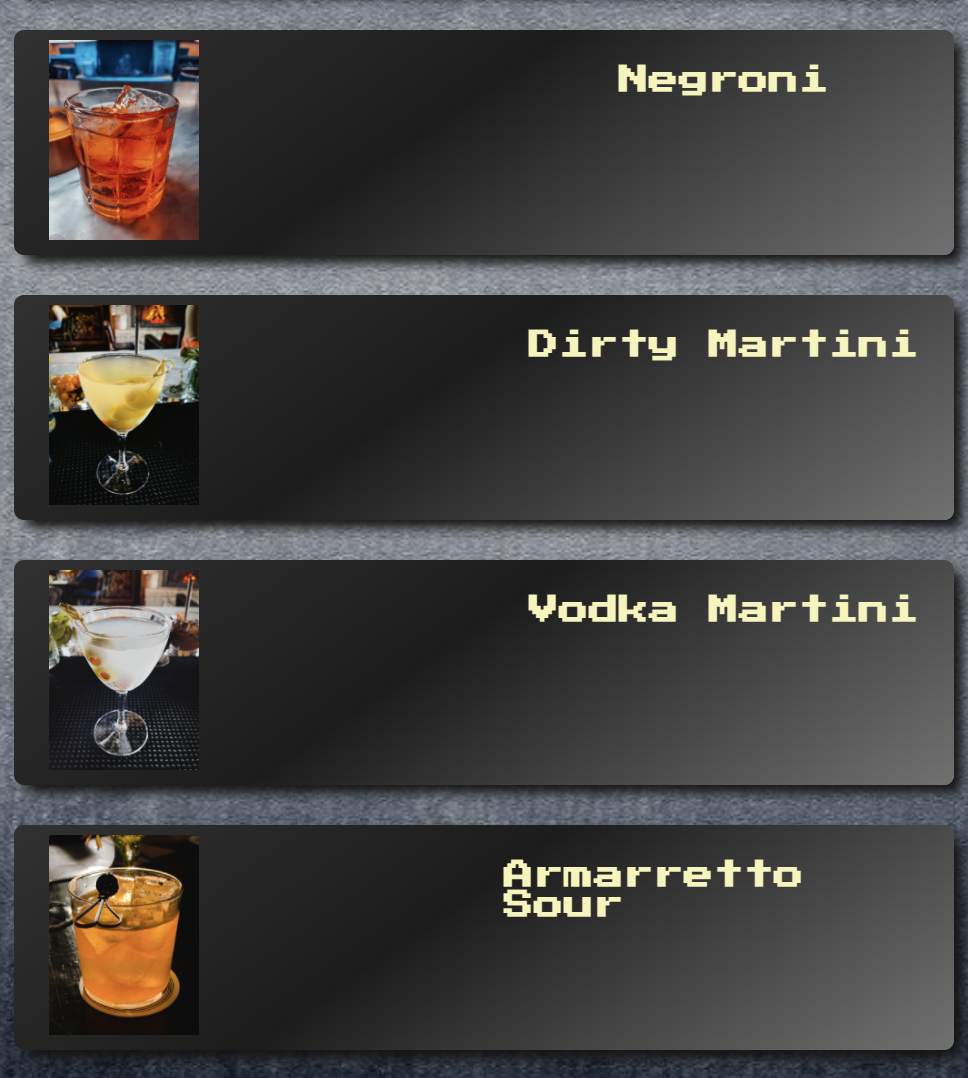 Negroni
Dirty Martini
Vodka Martini
Armarretto
Sour